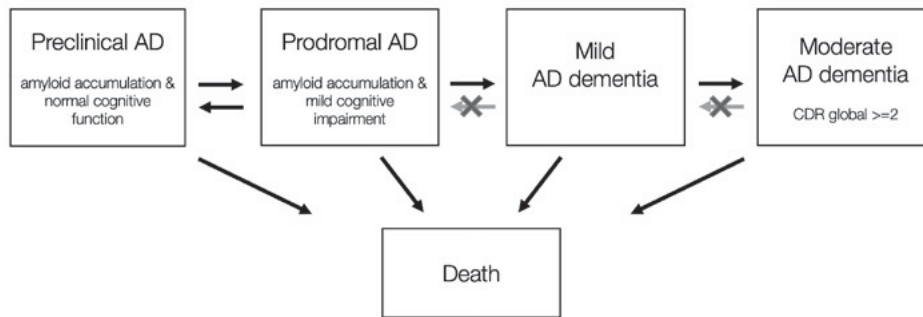 Preclinical AD
amyloid accumulation &
normal cognitive
function
Prodromal AD
amyloid accumulation &
mild cognitive
impairment
Mild
AD dementia
Moderate
AD dementia
CDR global >=2
Death